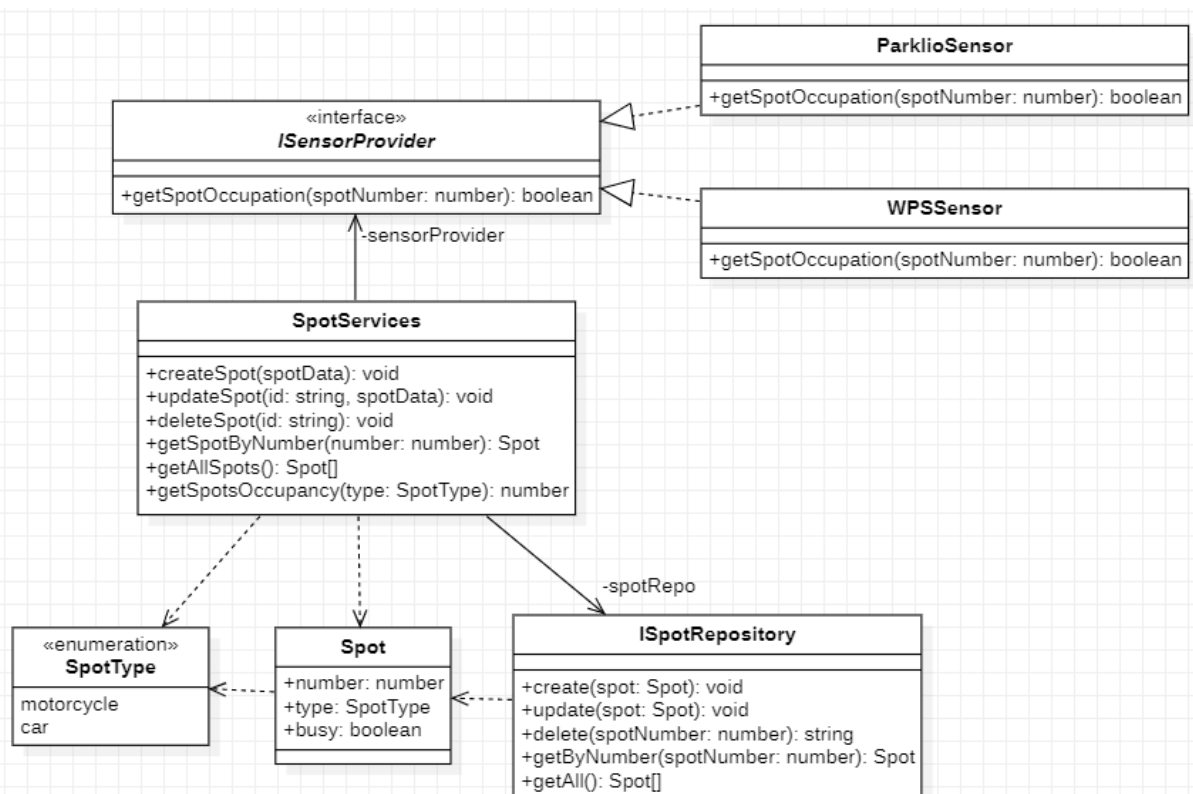 ParklioSensor
+getSpotOccupation(spotNumber: number): boolean
«interface»
ISensorProvider
+getSpotOccupation(spotNumber: number): boolean
WPSSensor
+getSpotOccupation(spotNumber: number): boolean
-sensorProvider
SpotServices
+createSpot(spotData): void
+updateSpot(id: string, spotData): void
+deleteSpot(id: string): void
+getSpotByNumber(number: number): Spot
+getAllSpots(): Spot[]
+getSpotsOccupancy(type: SpotType): number
-spotRepo
«enumeration»
SpotType
motorcycle
car
Spot
+number: number
+type: SpotType
+busy: boolean
ISpotRepository
+create(spot: Spot): void
+update(spot: Spot): void
+delete(spotNumber: number): string
+getByNumber(spotNumber: number): Spot
+getAll(): Spot[]